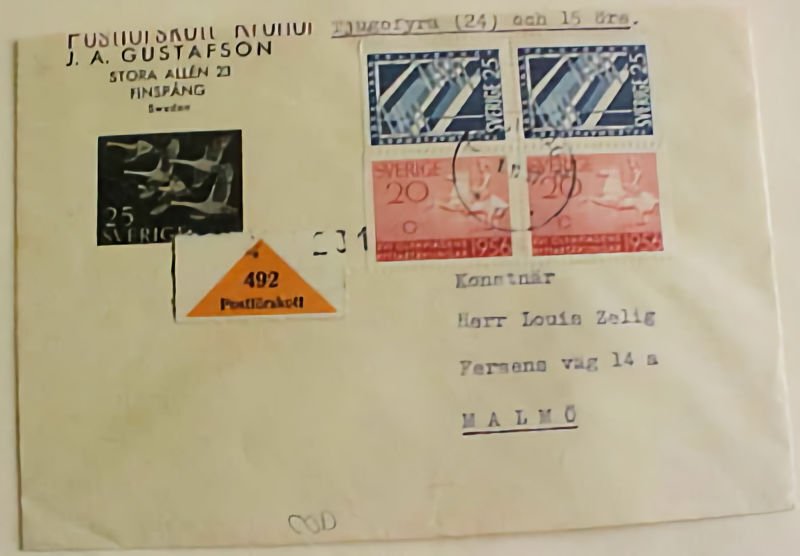 Postförskott Kronor Tjugofyra (24) och 15 öre.
J. A. GUSTAFSON
STORA ALLÉN 23
FINSPÅNG
Sweden
SVERIGE 25
SVERIGE 25
SVERIGE
20
1956
SVERIGE
20
1956
25
SVERIGE
492
Postförskott
Konstnär
Herr Louis Zelig
Fersens väg 14 a
MALMÖ
COD